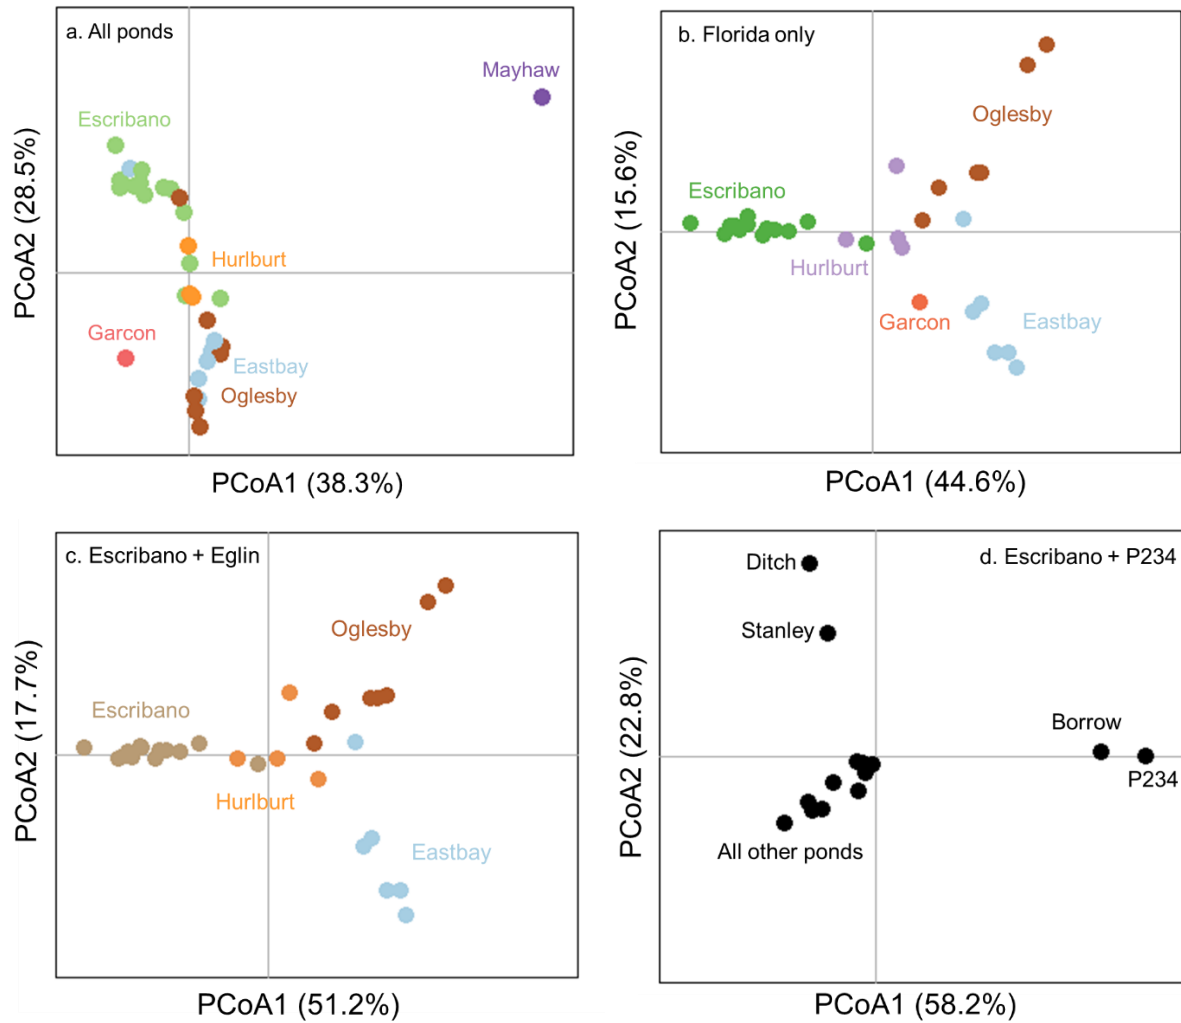 a. All ponds
Mayhaw
Escribano
Hurlburt
Garcon
Eastbay
Oglesby
PCoA2 (28.5%)
PCoA1 (38.3%)
b. Florida only
Oglesby
Escribano
Hurlburt
Garcon
Eastbay
PCoA2 (15.6%)
PCoA1 (44.6%)
c. Escribano + Eglin
Oglesby
Escribano
Hurlburt
Eastbay
PCoA2 (17.7%)
PCoA1 (51.2%)
d. Escribano + P234
Ditch
Stanley
Borrow
P234
All other ponds
PCoA2 (22.8%)
PCoA1 (58.2%)